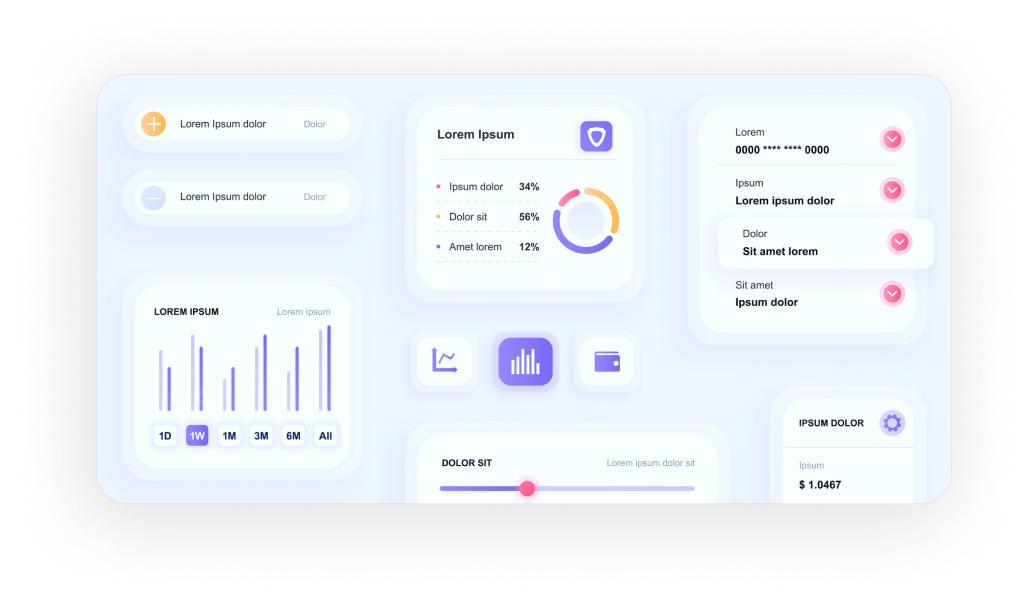 Lorem Ipsum dolor Dolor
Lorem Ipsum dolor Dolor
LOREM IPSUM Lorem Ipsum
1D 1W 1M 3M 6M All
Lorem Ipsum
Ipsum dolor 34%
Dolor sit 56%
Amet lorem 12%
DOLOR SIT Lorem ipsum dolor sit
Lorem
0000 **** **** 0000
Ipsum
Lorem ipsum dolor
Dolor
Sit amet lorem
Sit amet
Ipsum dolor
IPSUM DOLOR
Ipsum
$ 1.0467